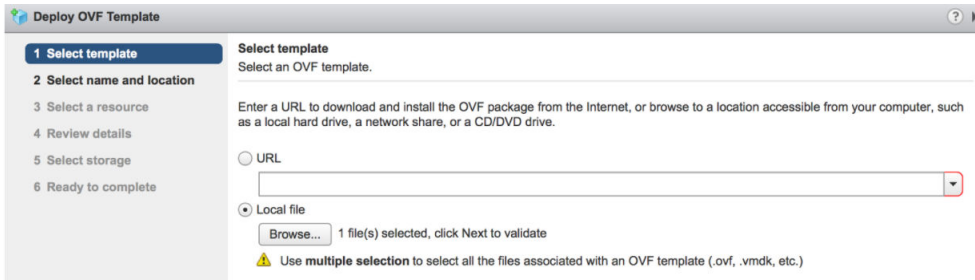 Deploy OVF Template
?
1 Select template
2 Select name and location
3 Select a resource
4 Review details
5 Select storage
6 Ready to complete
Select template
Select an OVF template.
Enter a URL to download and install the OVF package from the Internet, or browse to a location accessible from your computer, such
as a local hard drive, a network share, or a CD/DVD drive.
URL
Local file
Browse... 1 file(s) selected, click Next to validate
Use multiple selection to select all the files associated with an OVF template (.ovf, .vmdk, etc.)